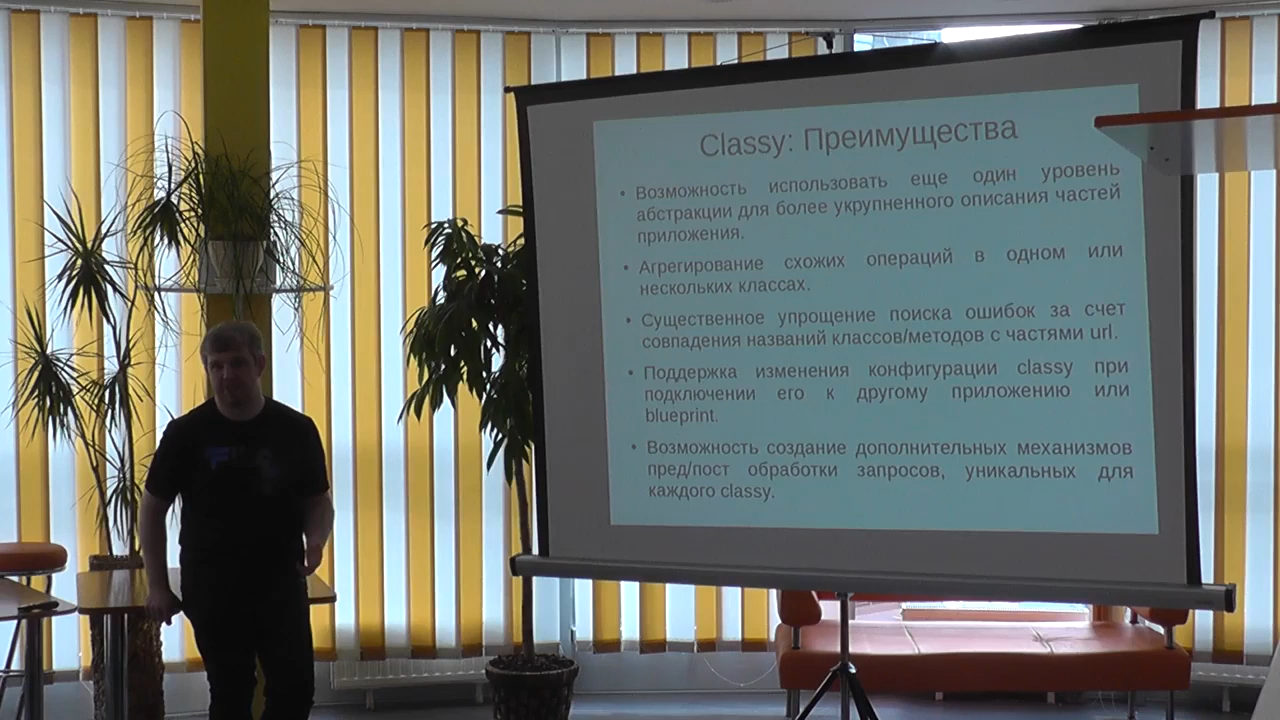 Classy: Преимущества
• Возможность использовать еще один уровень
абстракции для более укрупненного описания частей
приложения.
• Агрегирование схожих операций в одном или
нескольких классах.
• Существенное упрощение поиска ошибок за счет
совпадения названий классов/методов с частями url.
• Поддержка изменения конфигурации classy при
подключении его к другому приложению или
blueprint.
• Возможность создание дополнительных механизмов
пред/пост обработки запросов, уникальных для
каждого classy.